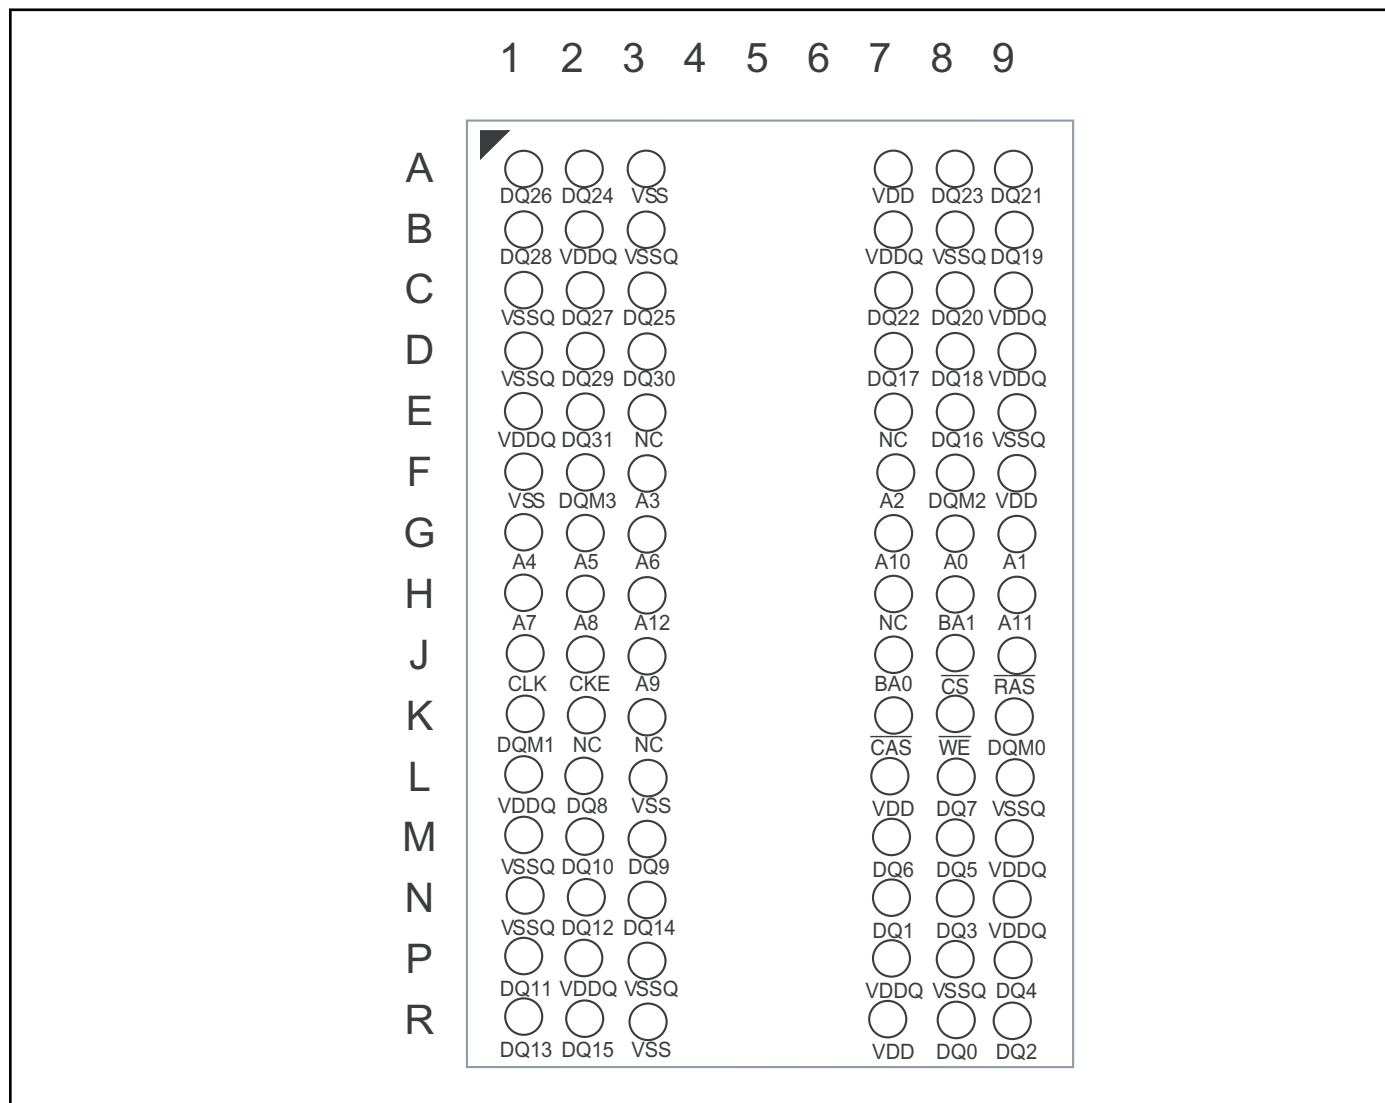 1 2 3 4 5 6 7 8 9
A
DQ26 DQ24 VSS VDD DQ23 DQ21
B
DQ28 VDDQ VSSQ VDDQ VSSQ DQ19
C
VSSQ DQ27 DQ25 DQ22 DQ20 VDDQ
D
VSSQ DQ29 DQ30 DQ17 DQ18 VDDQ
E
VDDQ DQ31 NC NC DQ16 VSSQ
F
VSS DQM3 A3 A2 DQM2 VDD
G
A4 A5 A6 A10 A0 A1
H
A7 A8 A12 NC BA1 A11
J
CLK CKE A9 BA0 C̅S̅ R̅A̅S̅
K
DQM1 NC NC C̅A̅S̅ W̅E̅ DQM0
L
VDDQ DQ8 VSS VDD DQ7 VSSQ
M
VSSQ DQ10 DQ9 DQ6 DQ5 VDDQ
N
VSSQ DQ12 DQ14 DQ1 DQ3 VDDQ
P
DQ11 VDDQ VSSQ VDDQ VSSQ DQ4
R
DQ13 DQ15 VSS VDD DQ0 DQ2